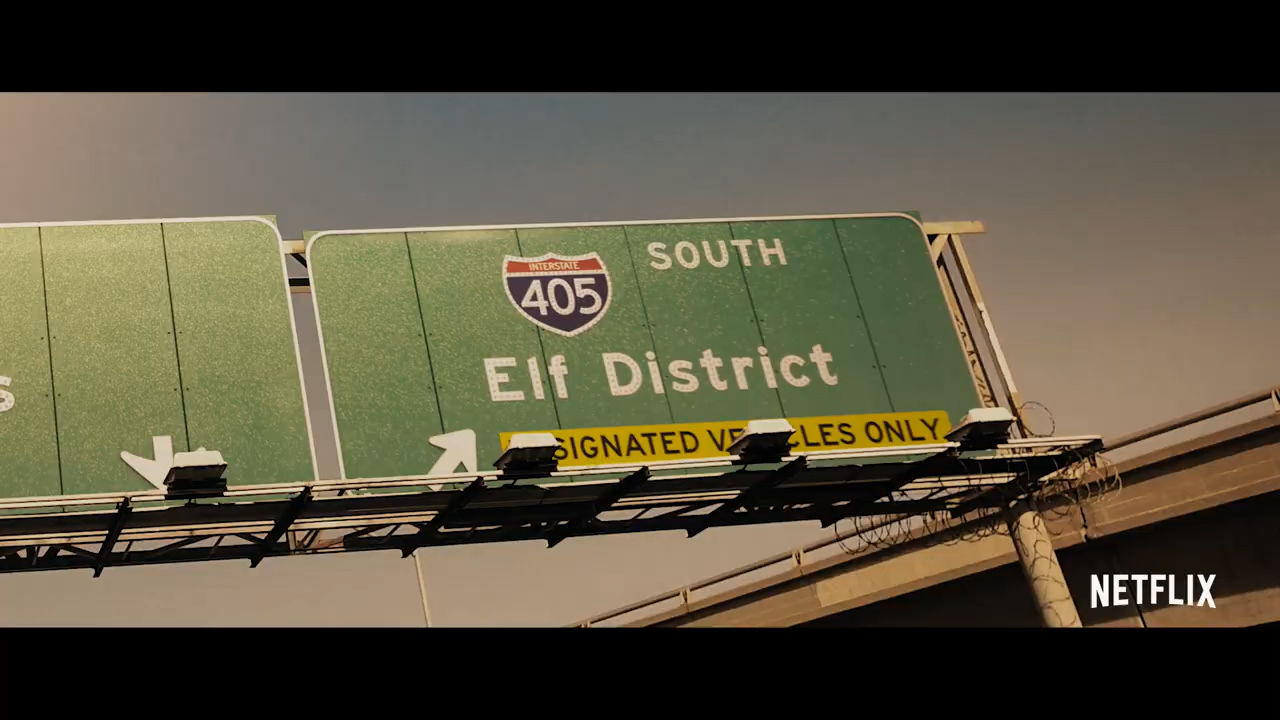 INTERSTATE
405
SOUTH
Elf District
SIGNATED VE CLES ONLY
s
NETFLIX